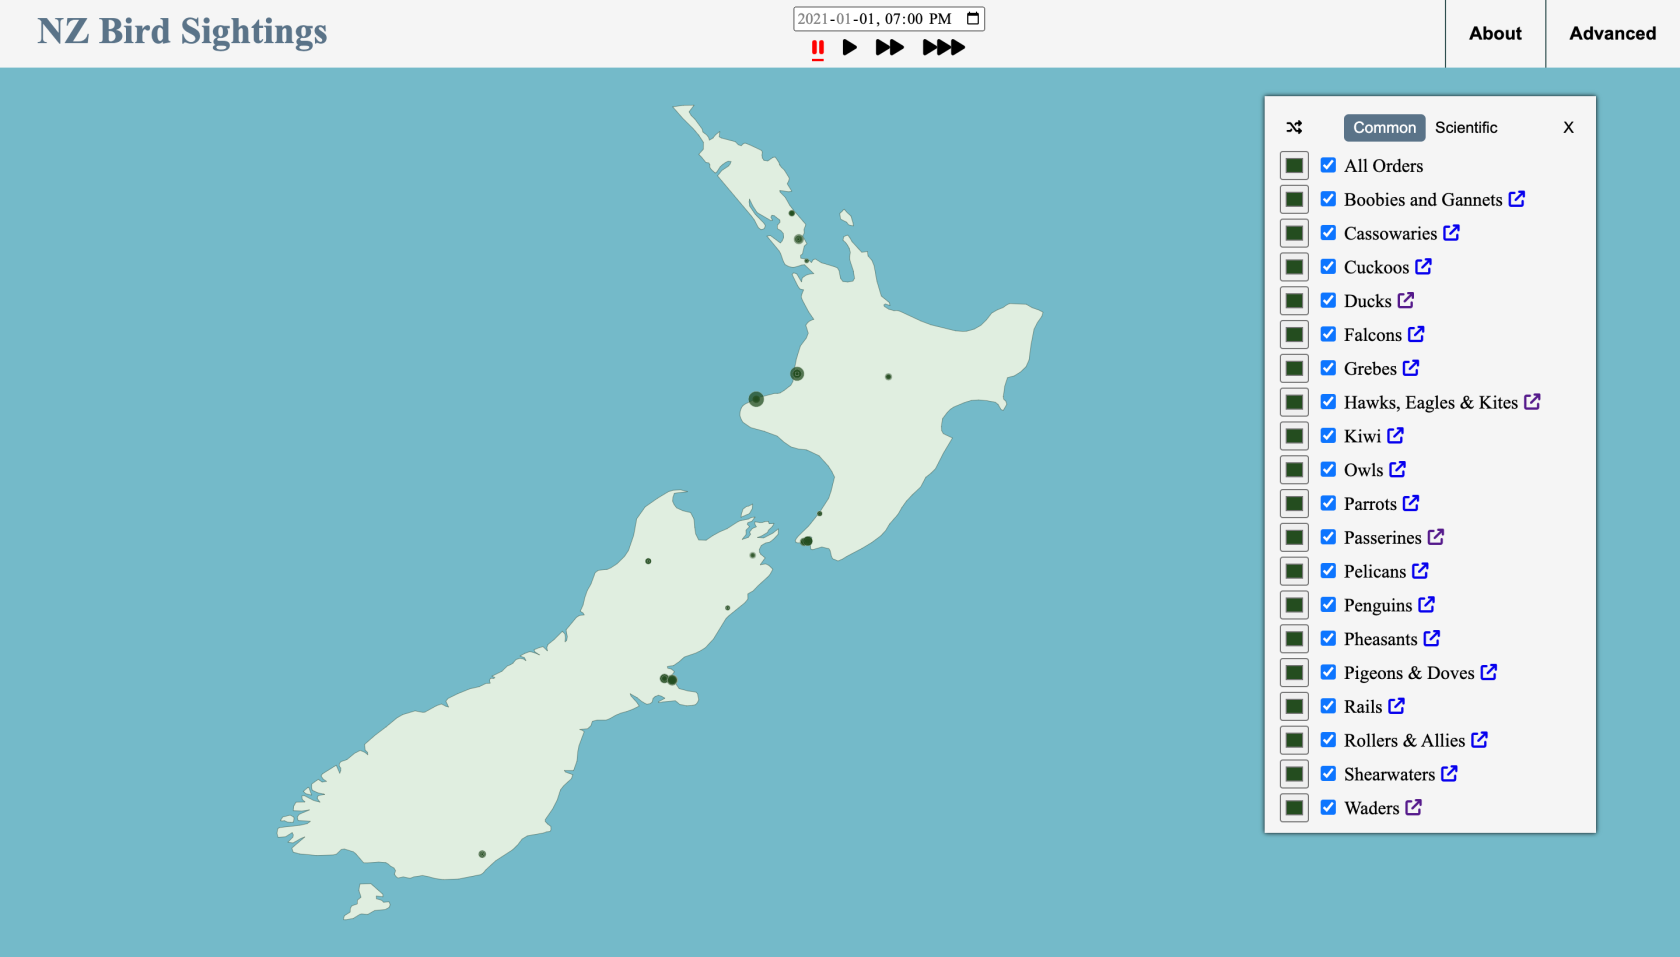 NZ Bird Sightings
2021-01-01, 07:00 PM
About
Advanced
Common
Scientific
X
All Orders
Boobies and Gannets
Cassowaries
Cuckoos
Ducks
Falcons
Grebes
Hawks, Eagles & Kites
Kiwi
Owls
Parrots
Passerines
Pelicans
Penguins
Pheasants
Pigeons & Doves
Rails
Rollers & Allies
Shearwaters
Waders